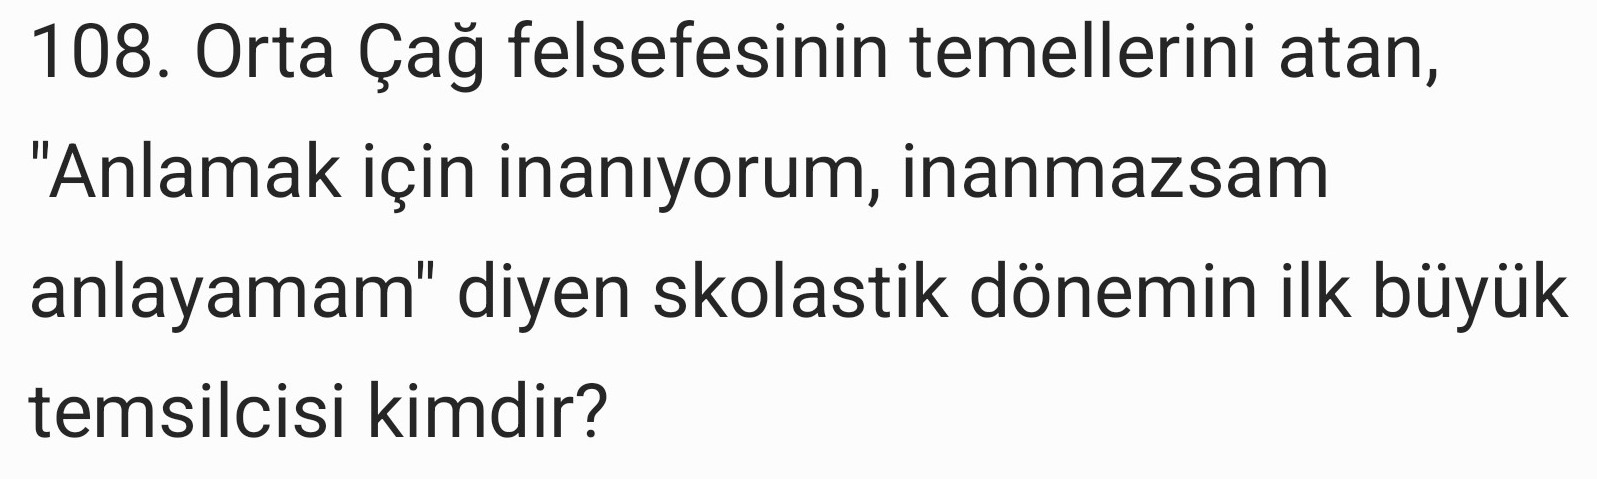 108. Orta Çağ felsefesinin temellerini atan,
"Anlamak için inanıyorum, inanmazsam
anlayamam" diyen skolastik dönemin ilk büyük
temsilcisi kimdir?